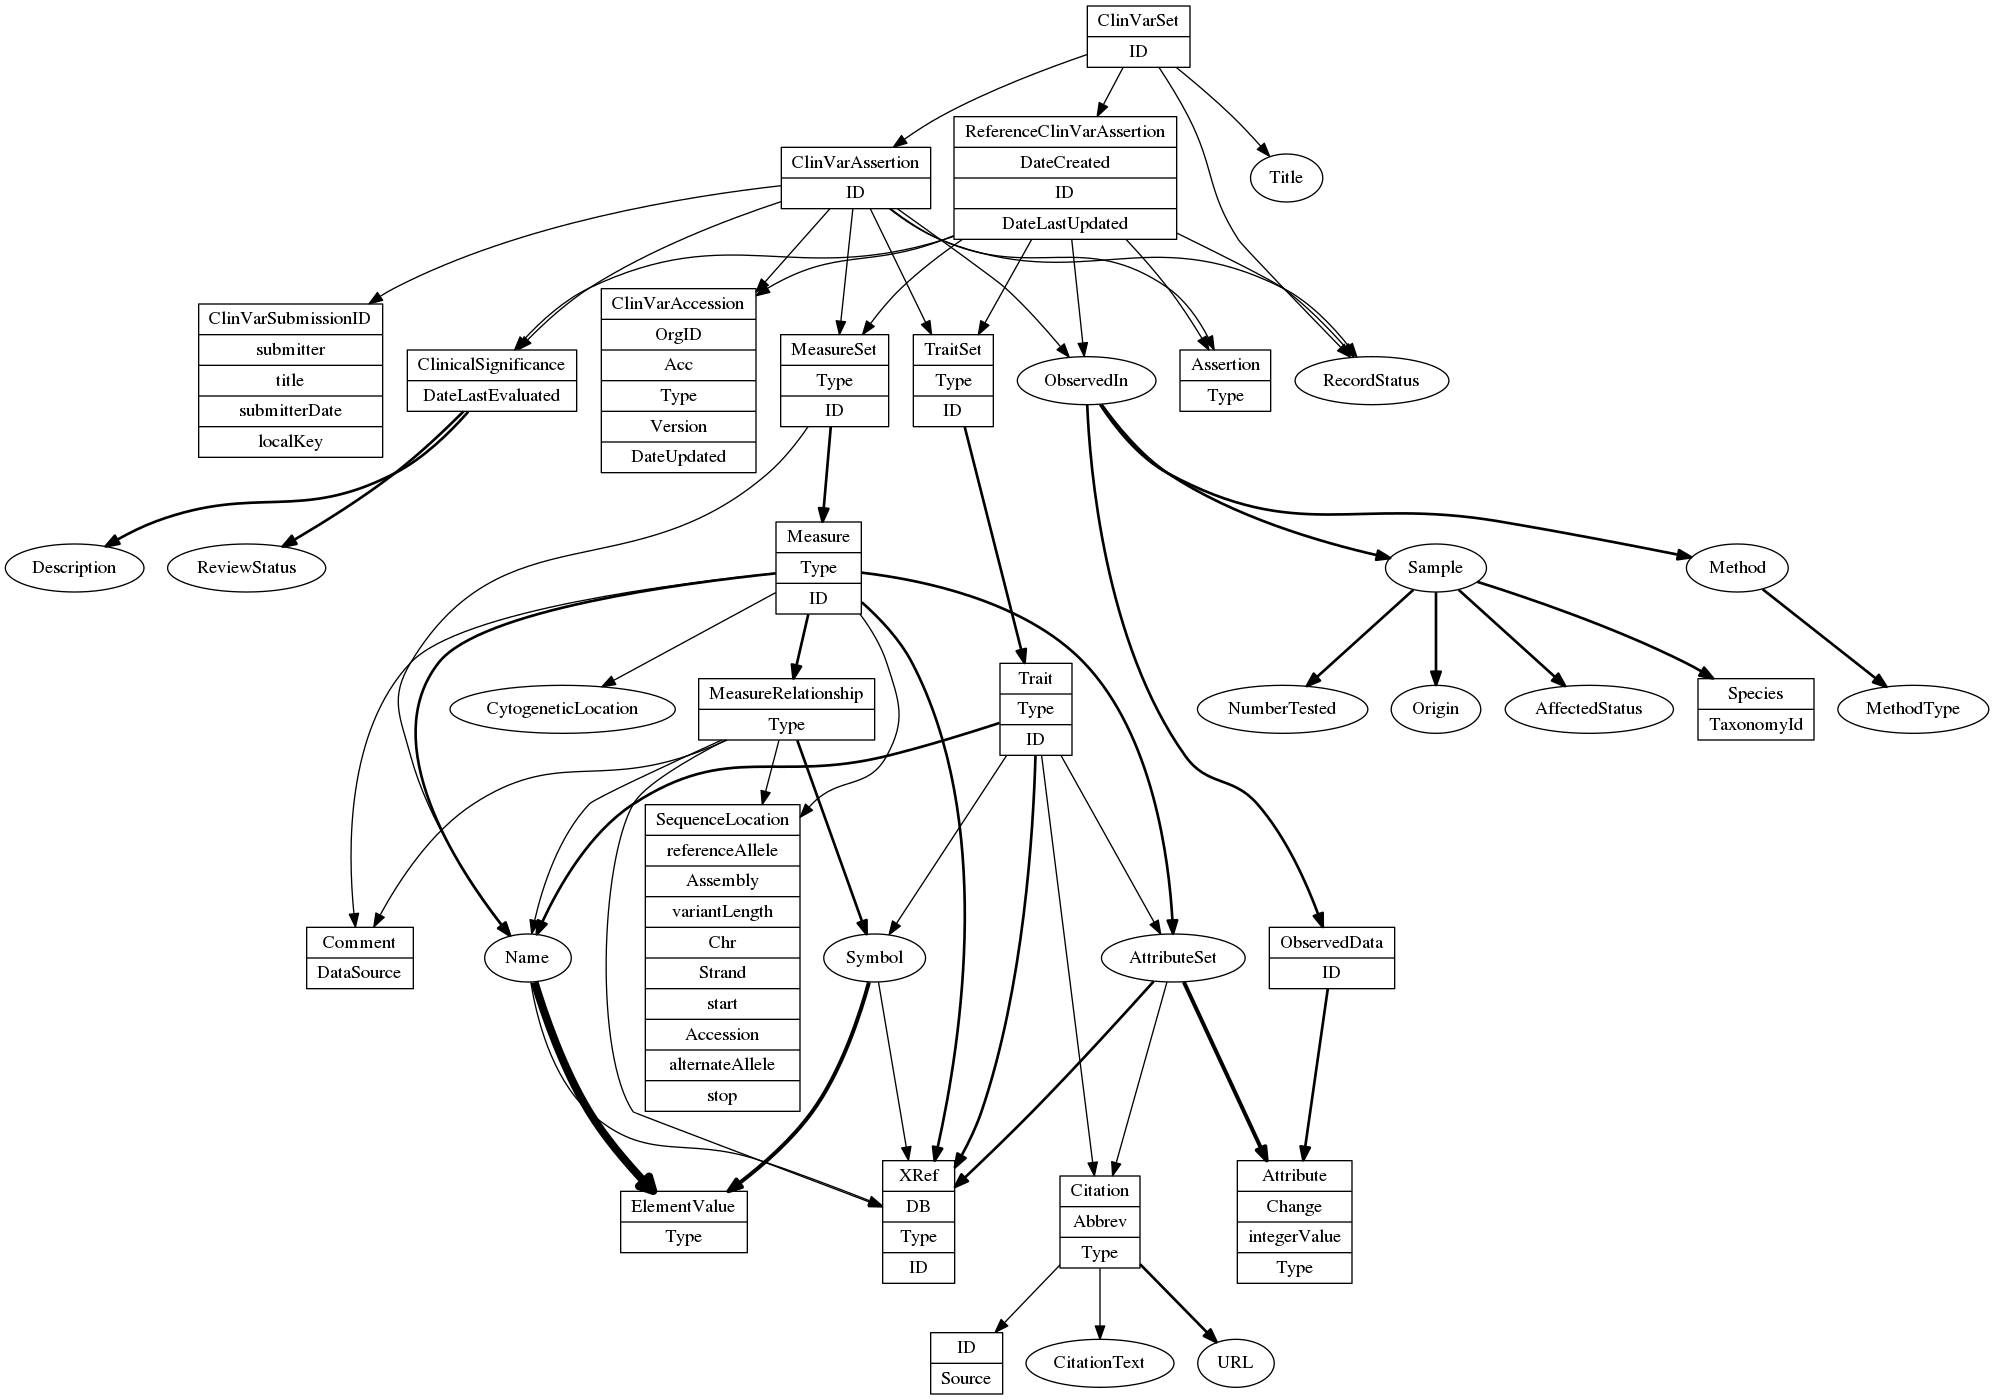 ClinVarSet
ID
ReferenceClinVarAssertion
DateCreated
ID
DateLastUpdated
ClinVarAssertion
ID
Title
ClinVarSubmissionID
submitter
title
submitterDate
localKey
ClinicalSignificance
DateLastEvaluated
ClinVarAccession
OrgID
Acc
Type
Version
DateUpdated
MeasureSet
Type
ID
TraitSet
Type
ID
ObservedIn
Assertion
Type
RecordStatus
Description
ReviewStatus
Measure
Type
ID
Sample
Method
CytogeneticLocation
MeasureRelationship
Type
Trait
Type
ID
NumberTested
Origin
AffectedStatus
Species
TaxonomyId
MethodType
Comment
DataSource
Name
SequenceLocation
referenceAllele
Assembly
variantLength
Chr
Strand
start
Accession
alternateAllele
stop
Symbol
AttributeSet
ObservedData
ID
ElementValue
Type
XRef
DB
Type
ID
Citation
Abbrev
Type
Attribute
Change
integerValue
Type
ID
Source
CitationText
URL